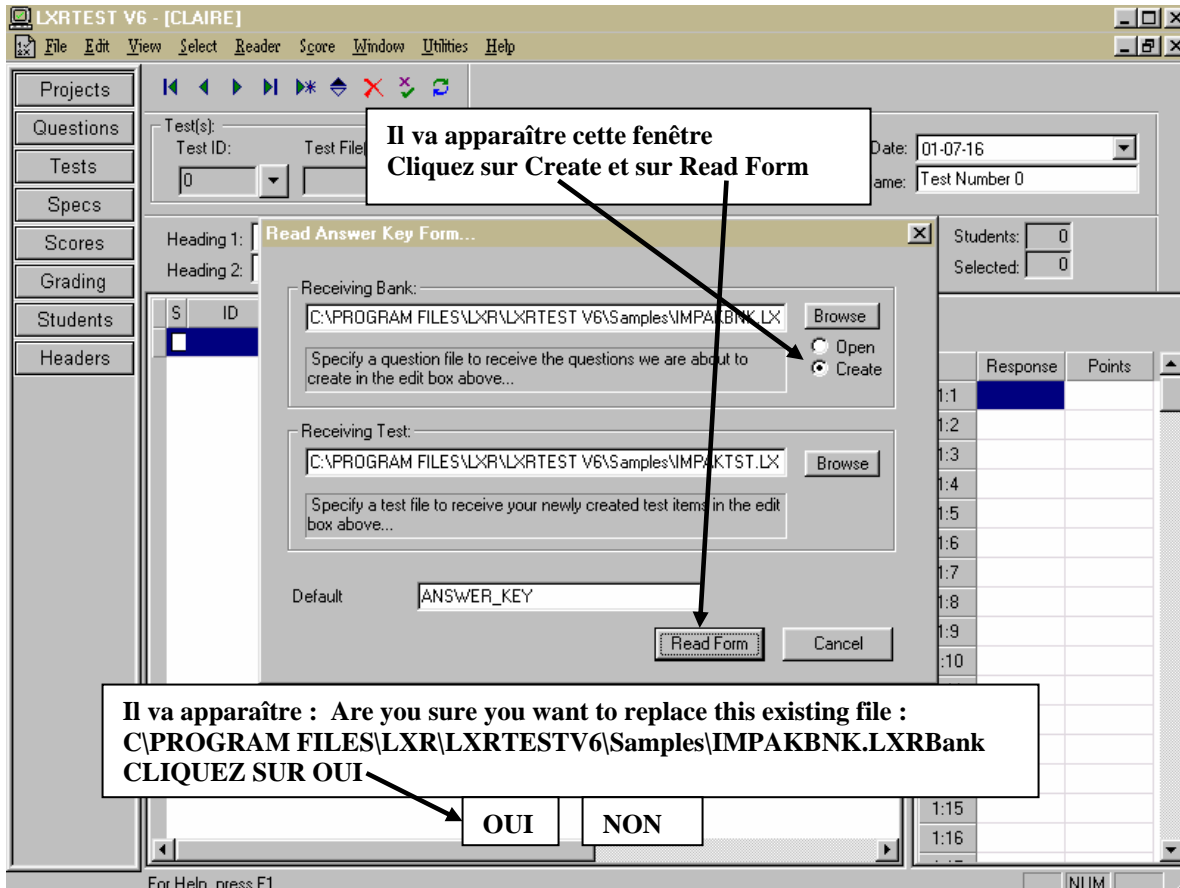 LXRTEST V6 - [CLAIRE]
File Edit View Select Reader Score Window Utilities Help
Projects
Questions
Tests
Specs
Scores
Grading
Students
Headers
Test(s):
Test ID:
Test File(
0
Date: 01-07-16
ame: Test Number 0
Il va apparaître cette fenêtre
Cliquez sur Create et sur Read Form
Heading 1:
Heading 2:
Students: 0
Selected: 0
S ID
Read Answer Key Form...
Receiving Bank:
C:\PROGRAM FILES\LXR\LXRTEST V6\Samples\IMPAKBNK.LX Browse
Specify a question file to receive the questions we are about to
create in the edit box above...
Open
Create
Receiving Test:
C:\PROGRAM FILES\LXR\LXRTEST V6\Samples\IMPAKTST.LX Browse
Specify a test file to receive your newly created test items in the edit
box above...
Default ANSWER_KEY
Read Form Cancel
Response Points
1:1
1:2
1:3
1:4
1:5
1:6
1:7
1:8
1:9
:10
Il va apparaître : Are you sure you want to replace this existing file :
C\PROGRAM FILES\LXR\LXRTESTV6\Samples\IMPAKBNK.LXRBank
CLIQUEZ SUR OUI
OUI NON
1:15
1:16
For Help, press F1
NUM